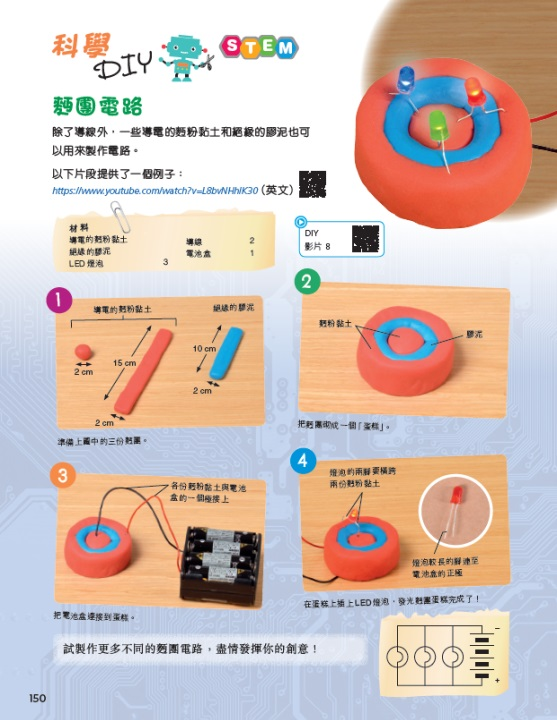 科學
DIY
STEM
麪團電路
除了導線外，一些導電的麪粉黏土和絕緣的膠泥也可
以用來製作電路。
以下片段提供了一個例子：
https://www.youtube.com/watch?v=L8bvNHhIK30（英文）
材料
導電的麪粉黏土
絕緣的膠泥
LED 燈泡 3
導線 2
電池盒 1
DIY
影片 8
1
導電的麪粉黏土
絕緣的膠泥
2 cm
15 cm
2 cm
10 cm
2 cm
準備上圖中的三份麪團。
2
麪粉黏土
膠泥
把麪團砌成一個「蛋糕」。
3
各份麪粉黏土與電池
盒的一個極接上
把電池盒連接到蛋糕。
4
燈泡的兩腳要橫跨
兩份麪粉黏土
燈泡較長的腳連至
電池盒的正極
在蛋糕上插上LED燈泡，發光麪團蛋糕完成了！
試製作更多不同的麪團電路，盡情發揮你的創意！
−
+
150